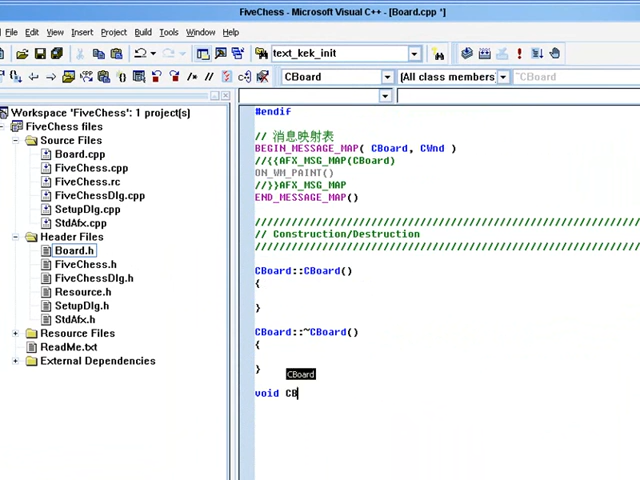 FiveChess - Microsoft Visual C++ - [Board.cpp *]
File Edit View Insert Project Build Tools Window Help
text_kek_init
CBoard [All class members] ~CBoard
Workspace 'FiveChess': 1 project(s)
FiveChess files
Source Files
Board.cpp
FiveChess.cpp
FiveChess.rc
FiveChessDlg.cpp
SetupDlg.cpp
StdAfx.cpp
Header Files
Board.h
FiveChess.h
FiveChessDlg.h
Resource.h
SetupDlg.h
StdAfx.h
Resource Files
ReadMe.txt
External Dependencies
#endif
// 消息映射表
BEGIN_MESSAGE_MAP( CBoard, CWnd )
//{{AFX_MSG_MAP(CBoard)
ON_WM_PAINT()
//}}AFX_MSG_MAP
END_MESSAGE_MAP()
//////////////////////////////////////////////////////////////////////
// Construction/Destruction
//////////////////////////////////////////////////////////////////////
CBoard::CBoard()
{
}
CBoard::~CBoard()
{
}
CBoard
void CB